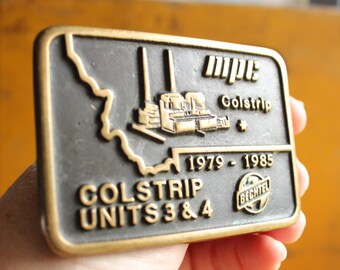 mpc
Colstrip
1979 - 1985
COLSTRIP
UNITS 3 & 4
BECHTEL